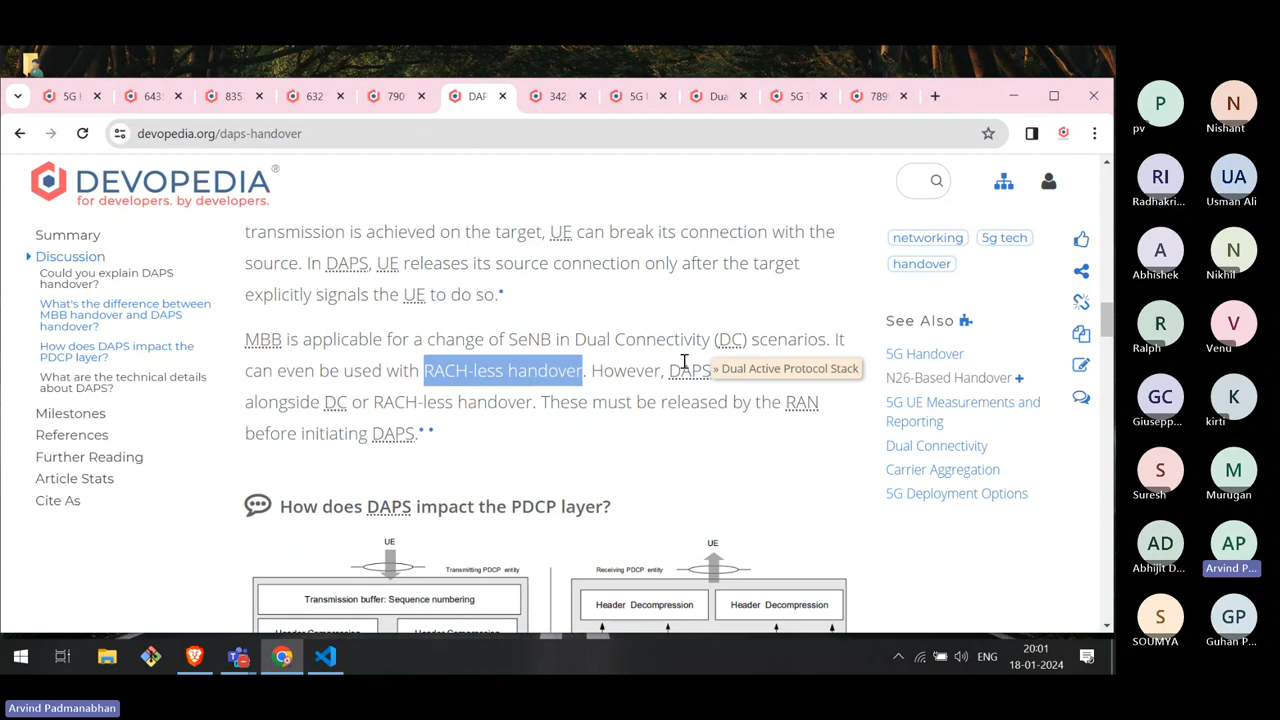 5G
643
835
632
790
DAP
342
5G
Dua
5G
789
devopedia.org/daps-handover
DEVOPEDIA®
for developers. by developers.
Summary
Discussion
Could you explain DAPS
handover?
What's the difference between
MBB handover and DAPS
handover?
How does DAPS impact the
PDCP layer?
What are the technical details
about DAPS?
Milestones
References
Further Reading
Article Stats
Cite As
transmission is achieved on the target, UE can break its connection with the
source. In DAPS, UE releases its source connection only after the target
explicitly signals the UE to do so.
MBB is applicable for a change of SeNB in Dual Connectivity (DC) scenarios. It
can even be used with RACH-less handover. However, DAPS
» Dual Active Protocol Stack
alongside DC or RACH-less handover. These must be released by the RAN
before initiating DAPS.
How does DAPS impact the PDCP layer?
UE
Transmitting PDCP entity
Transmission buffer: Sequence numbering
Header Compression
Header Compression
UE
Receiving PDCP entity
Header Decompression
Header Decompression
networking
5g tech
handover
See Also
5G Handover
N26-Based Handover
5G UE Measurements and
Reporting
Dual Connectivity
Carrier Aggregation
5G Deployment Options
ENG
20:01
18-01-2024
Arvind Padmanabhan
P
pv
N
Nishant
RI
Radhakri...
UA
Usman Ali
A
Abhishek
N
Nikhil
R
Ralph
V
Venu
GC
Giusepp...
K
kirti
S
Suresh
M
Murugan
AD
Abhijit D...
AP
Arvind P...
S
SOUMYA
GP
Guhan P...